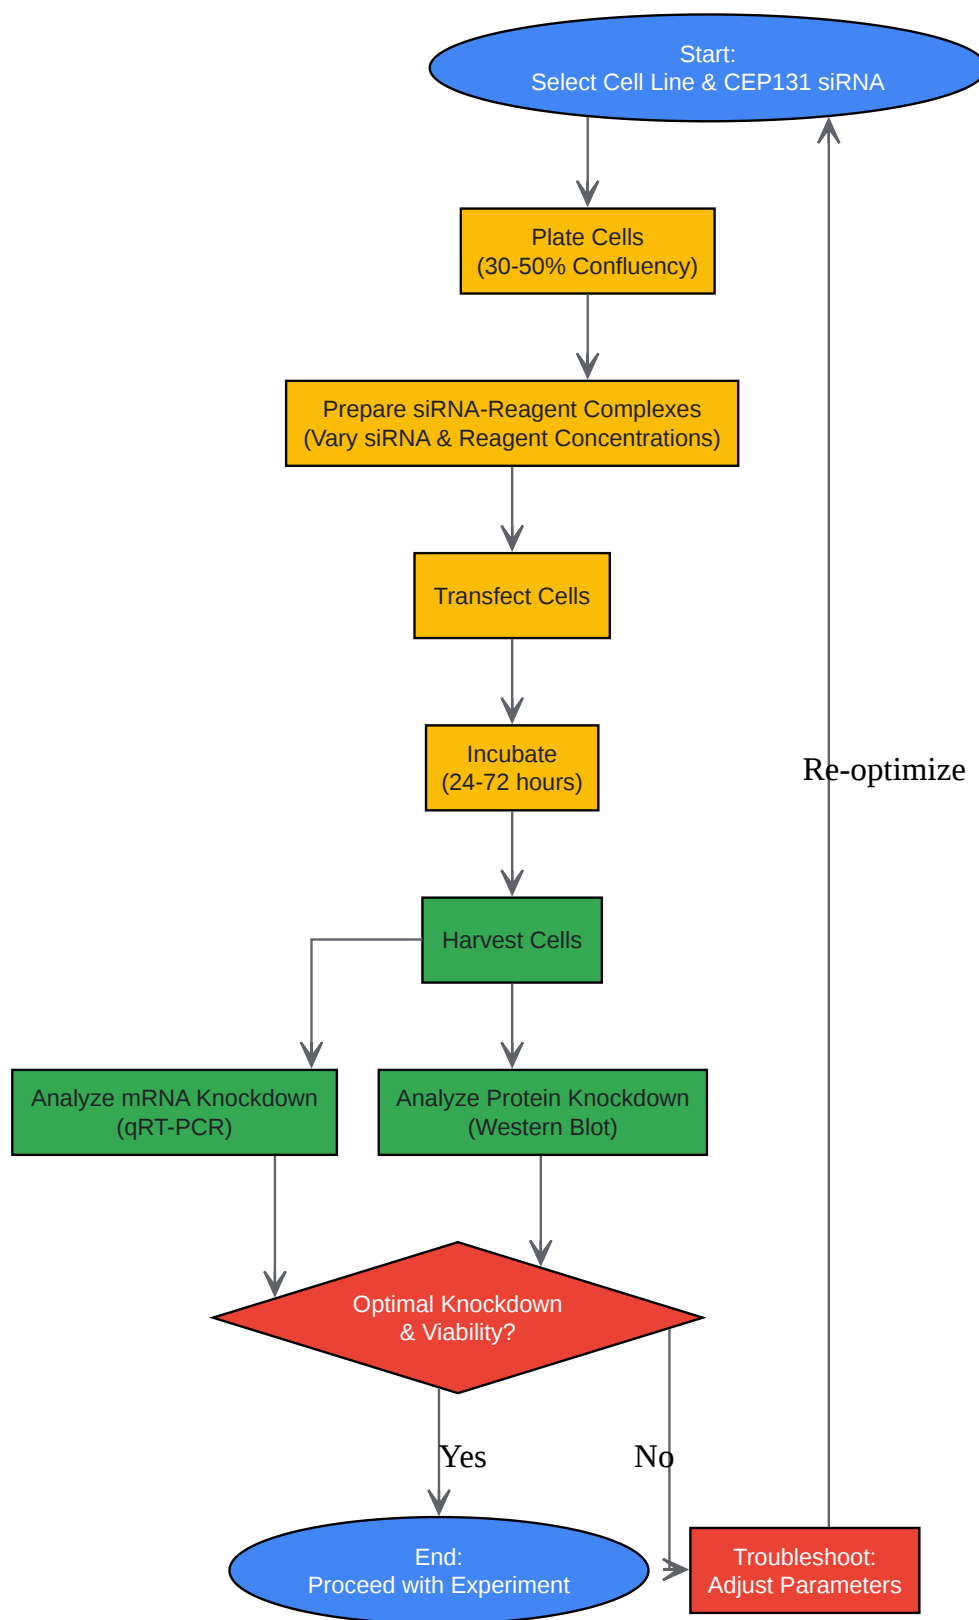 Start:
Select Cell Line & CEP131 siRNA
Plate Cells
(30-50% Confluency)
Prepare siRNA-Reagent Complexes
(Vary siRNA & Reagent Concentrations)
Transfect Cells
Incubate
(24-72 hours)
Re-optimize
Harvest Cells
Analyze mRNA Knockdown
(qRT-PCR)
Analyze Protein Knockdown
(Western Blot)
Optimal Knockdown
& Viability?
Yes
No
End:
Proceed with Experiment
Troubleshoot:
Adjust Parameters